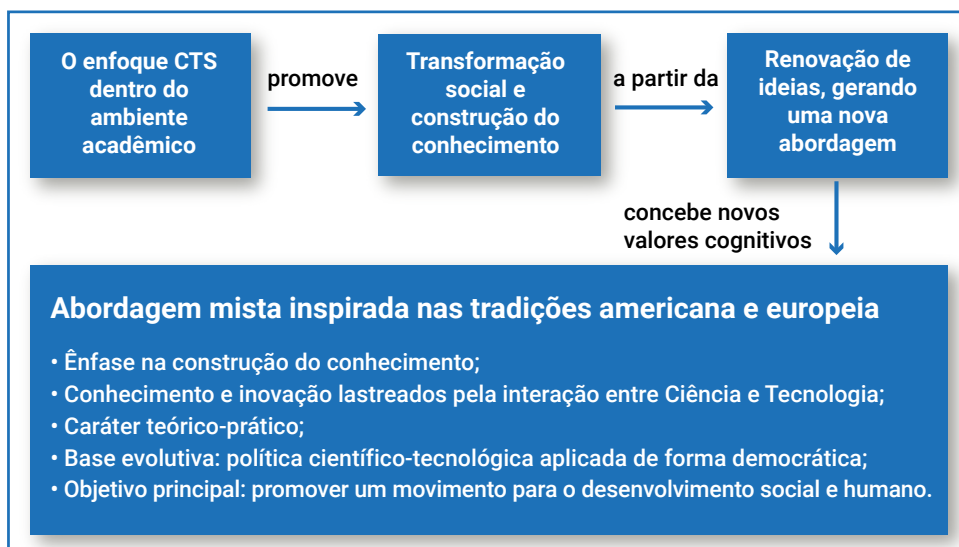 O enfoque CTS
dentro do
ambiente
acadêmico
promove
Transformação
social e
construção do
conhecimento
a partir da
Renovação de
ideias, gerando
uma nova
abordagem
concebe novos
valores cognitivos
Abordagem mista inspirada nas tradições americana e europeia
• Ênfase na construção do conhecimento;
• Conhecimento e inovação lastreados pela interação entre Ciência e Tecnologia;
• Caráter teórico-prático;
• Base evolutiva: política científico-tecnológica aplicada de forma democrática;
• Objetivo principal: promover um movimento para o desenvolvimento social e humano.